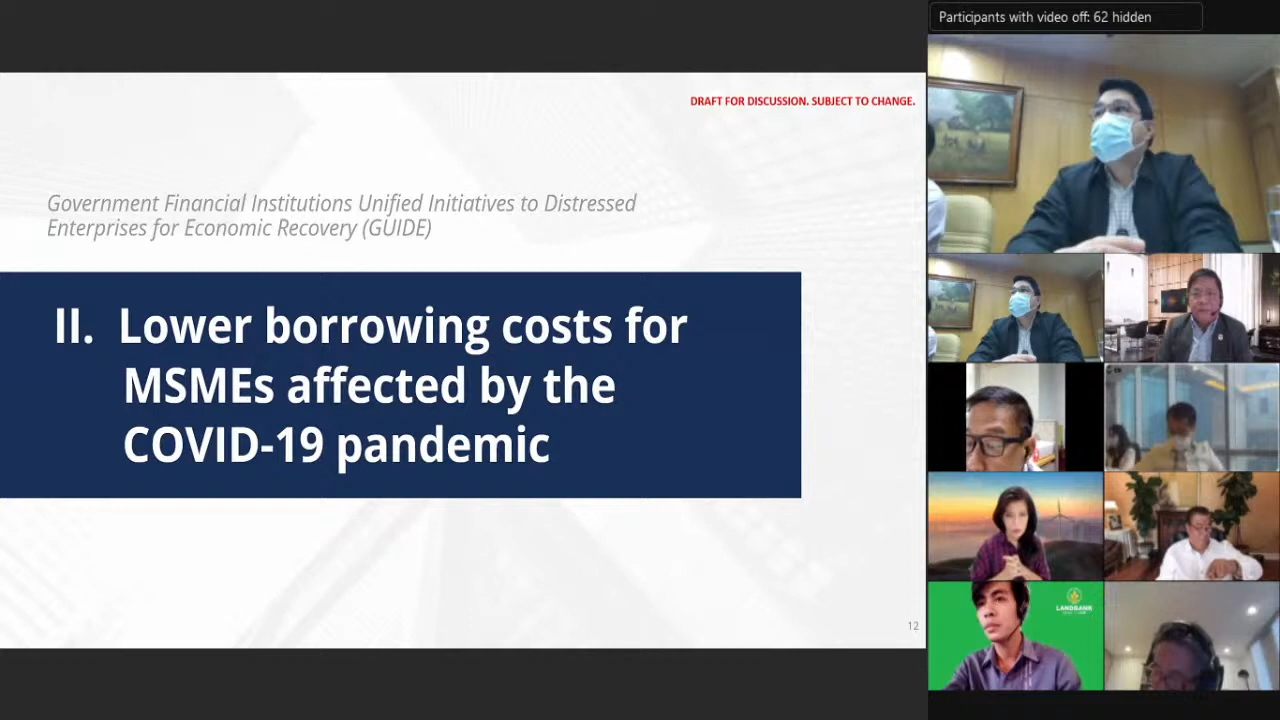 Participants with video off: 62 hidden
DRAFT FOR DISCUSSION. SUBJECT TO CHANGE.
Government Financial Institutions Unified Initiatives to Distressed
Enterprises for Economic Recovery (GUIDE)
II. Lower borrowing costs for
MSMEs affected by the
COVID-19 pandemic
LANDBANK
12